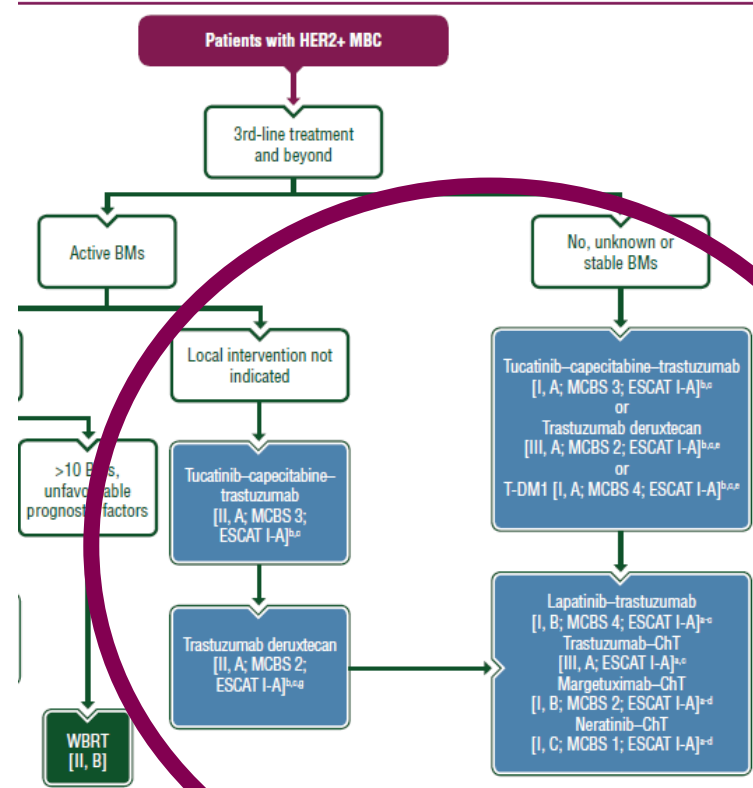 Patients with HER2+ MBC
3rd-line treatment
and beyond
Active BMs
No, unknown or
stable BMs
Local intervention not
indicated
>10
unfavo
prognost
factors
Tucatinib–capecitabine–
trastuzumab
[II, A; MCBS 3;
ESCAT I-A]b,c
Tucatinib–capecitabine–trastuzumab
[I, A; MCBS 3; ESCAT I-A]b,c
or
Trastuzumab deruxtecan
[III, A; MCBS 2; ESCAT I-A]b,c,e
or
T-DM1 [I, A; MCBS 4; ESCAT I-A]b,c,e
Trastuzumab deruxtecan
[II, A; MCBS 2;
ESCAT I-A]b,c,g
Lapatinib–trastuzumab
[I, B; MCBS 4; ESCAT I-A]a-c
Trastuzumab–ChT
[III, A; ESCAT I-A]a,c
Margetuximab–ChT
[I, B; MCBS 2; ESCAT I-A]a-d
Neratinib–ChT
[I, C; MCBS 1; ESCAT I-A]a-d
WBRT
[II, B]